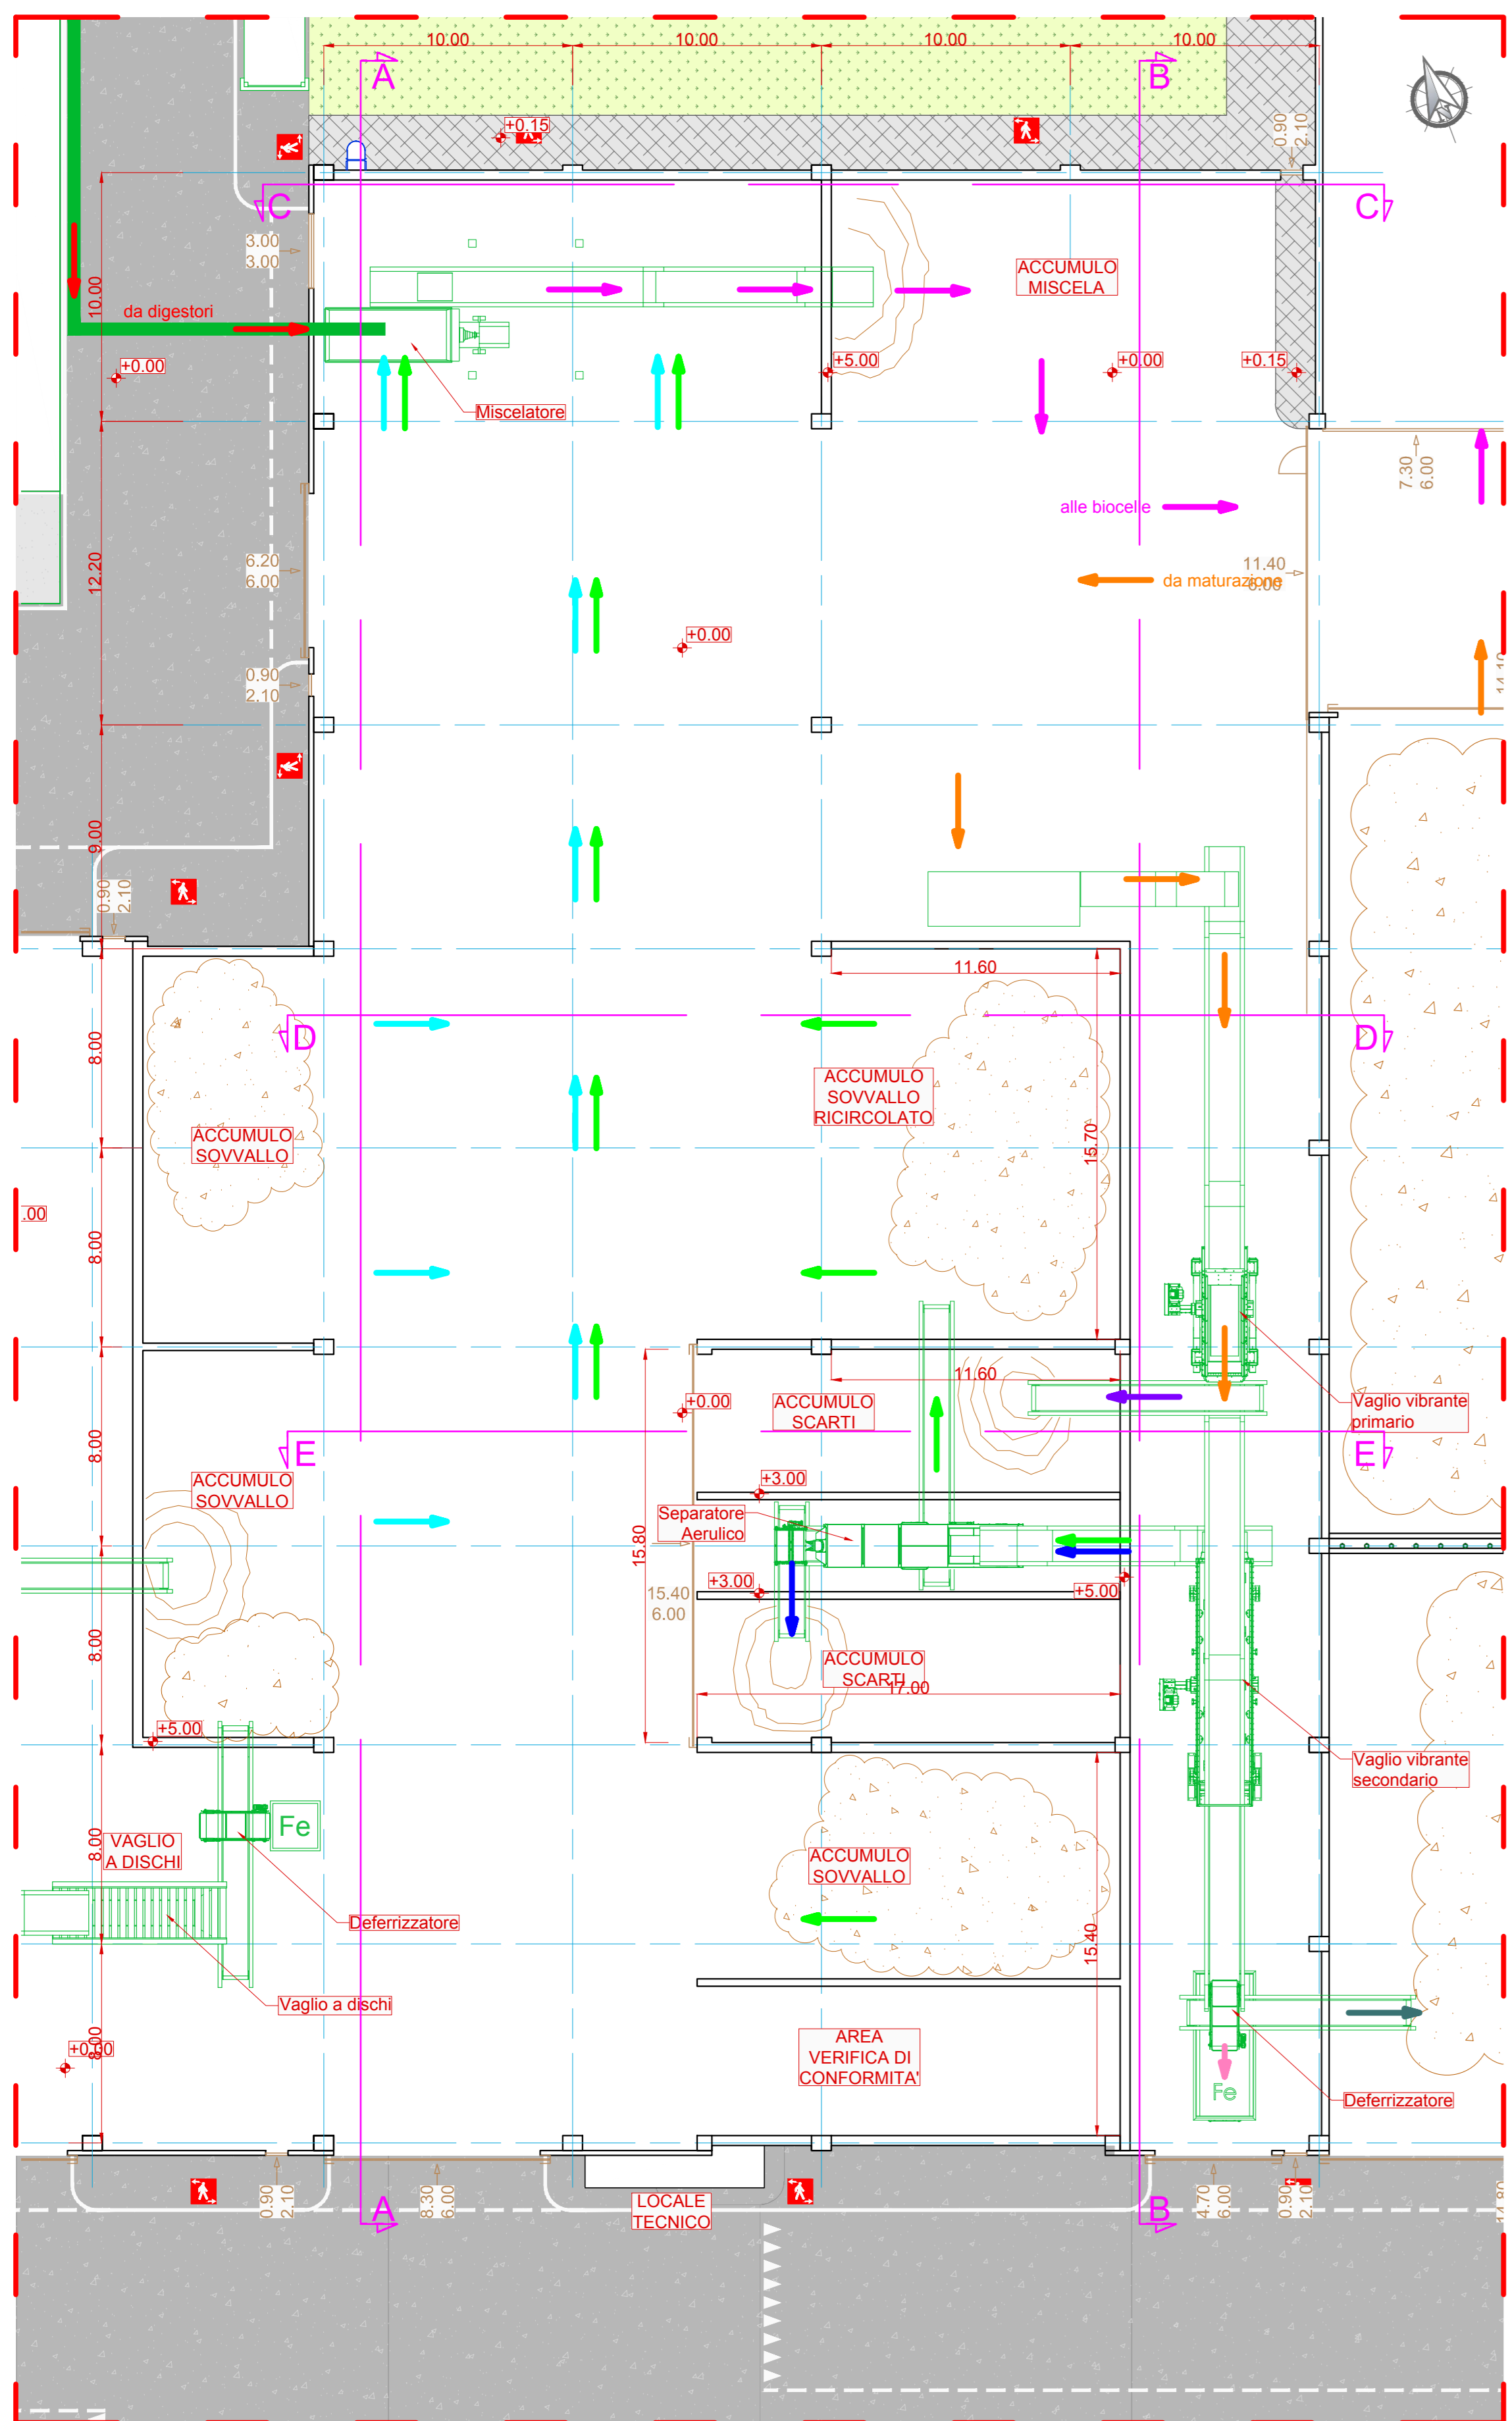 10.00
10.00
10.00
10.00
A
B
+0.15
0.90
2.10
C
C
3.00
3.00
ACCUMULO
MISCELA
10.00
da digestori
+0.00
+5.00
+0.00
+0.15
Miscelatore
7.30
6.00
alle biocelle
12.20
6.20
6.00
11.40
6.00
da maturazione
+0.00
0.90
2.10
9.00
0.90
2.10
11.60
8.00
D
D
ACCUMULO
SOVVALLO
RICIRCOLATO
ACCUMULO
SOVVALLO
15.70
.00
8.00
11.60
ACCUMULO
SCARTI
+0.00
Vaglio vibrante
primario
8.00
E
E
ACCUMULO
SOVVALLO
+3.00
Separatore
Aerulico
15.80
+3.00
+5.00
15.40
6.00
8.00
ACCUMULO
SCARTI
17.00
+5.00
Vaglio vibrante
secondario
Fe
8.00
VAGLIO
A DISCHI
ACCUMULO
SOVVALLO
Deferrizzatore
15.40
Vaglio a dischi
8.00
+0.00
AREA
VERIFICA DI
CONFORMITA'
Fe
Deferrizzatore
0.90
2.10
A
8.30
6.00
LOCALE
TECNICO
B
4.70
6.00
0.90
2.10